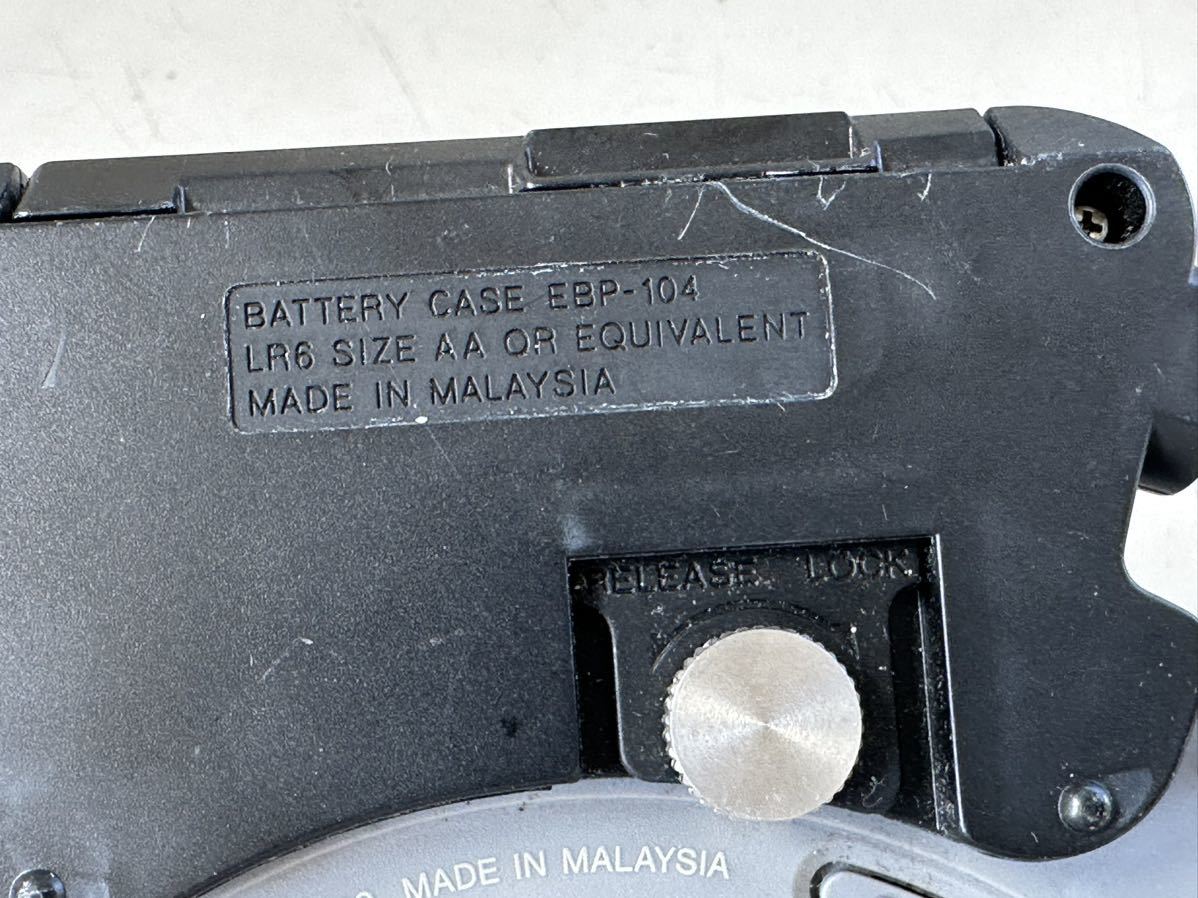 BATTERY CASE EBP-104
LR6 SIZE AA OR EQUIVALENT
MADE IN MALAYSIA
RELEASE LOCK
MADE IN MALAYSIA